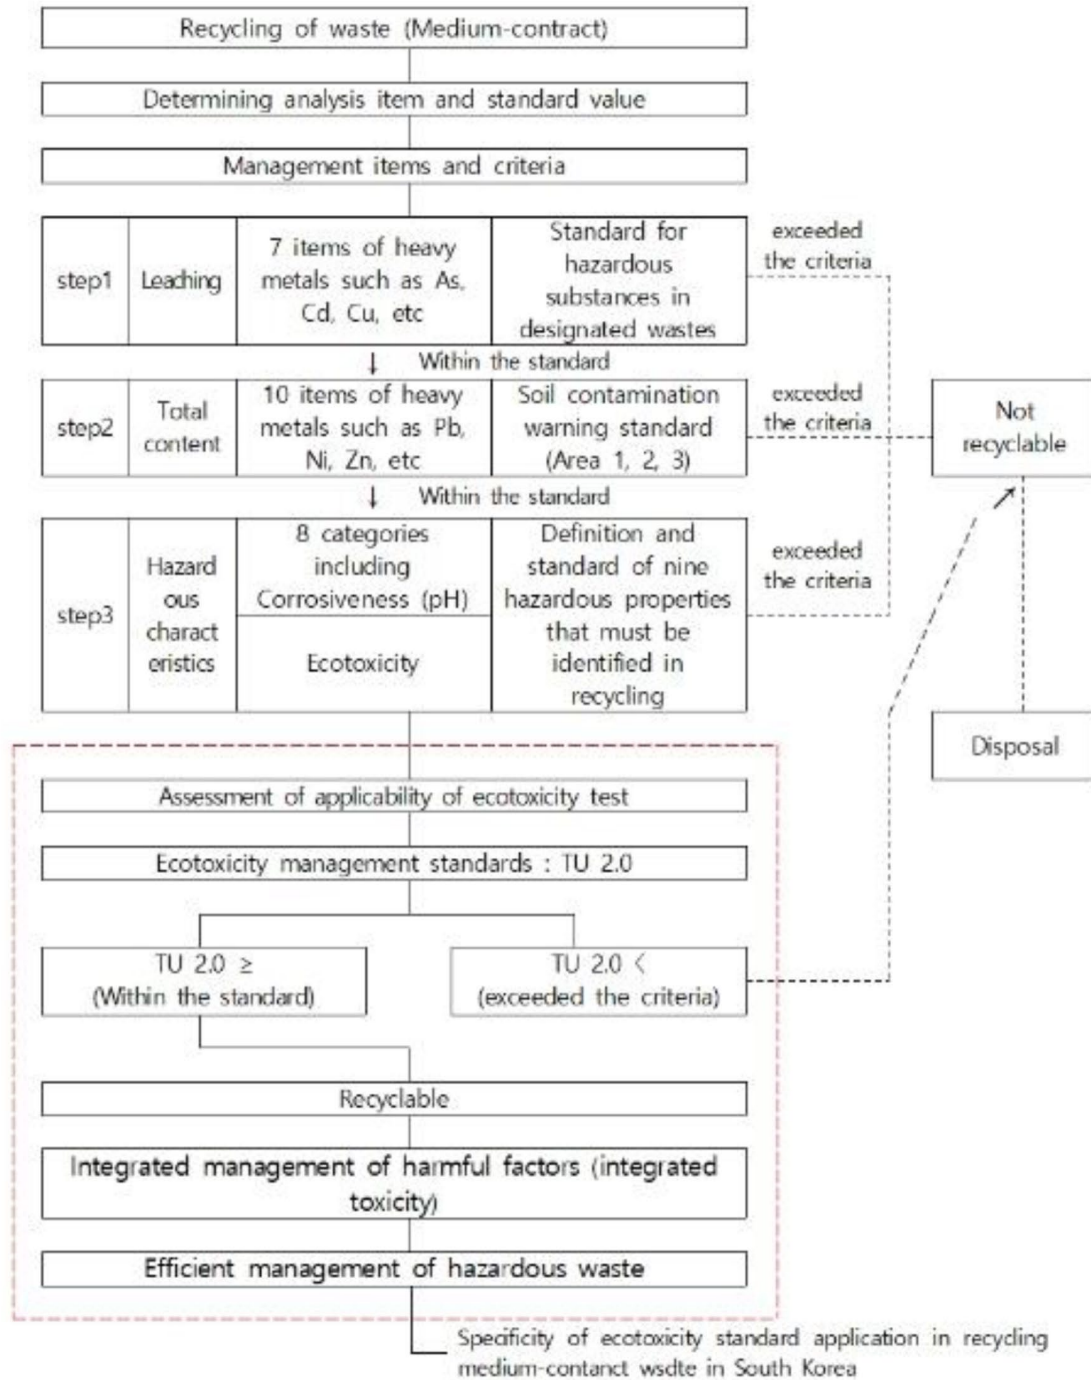 Recycling of waste (Medium-contract)
Determining analysis item and standard value
Management items and criteria
step1
Leaching
7 items of heavy
metals such as As,
Cd, Cu, etc
Standard for
hazardous
substances in
designated wastes
exceeded
the criteria
↓ Within the standard
step2
Total
content
10 items of heavy
metals such as Pb,
Ni, Zn, etc
Soil contamination
warning standard
(Area 1, 2, 3)
exceeded
the criteria
Not
recyclable
↓ Within the standard
step3
Hazard
ous
charact
eristics
8 categories
including
Corrosiveness (pH)
Ecotoxicity
Definition and
standard of nine
hazardous properties
that must be
identified in
recycling
exceeded
the criteria
Disposal
Assessment of applicability of ecotoxicity test
Ecotoxicity management standards : TU 2.0
TU 2.0 ≥
(Within the standard)
TU 2.0 <
(exceeded the criteria)
Recyclable
Integrated management of harmful factors (integrated
toxicity)
Efficient management of hazardous waste
Specificity of ecotoxicity standard application in recycling
medium-contanct wsdte in South Korea